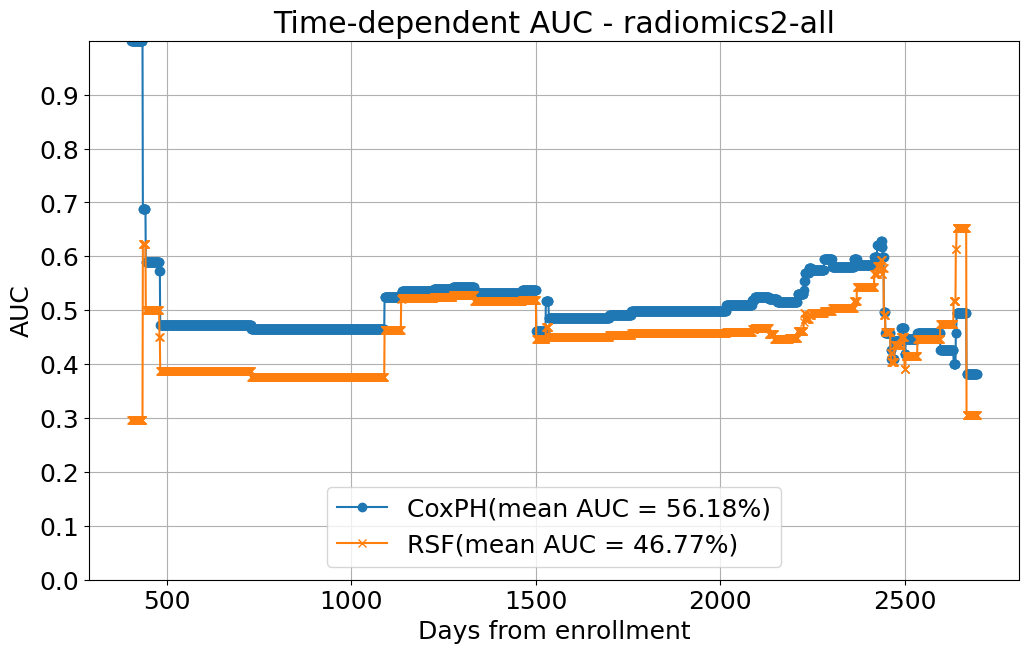 Time-dependent AUC - radiomics2-all
AUC
0.9
0.8
0.7
0.6
0.5
0.4
0.3
0.2
0.1
0.0
CoxPH(mean AUC = 56.18%)
RSF(mean AUC = 46.77%)
500 1000 1500 2000 2500
Days from enrollment